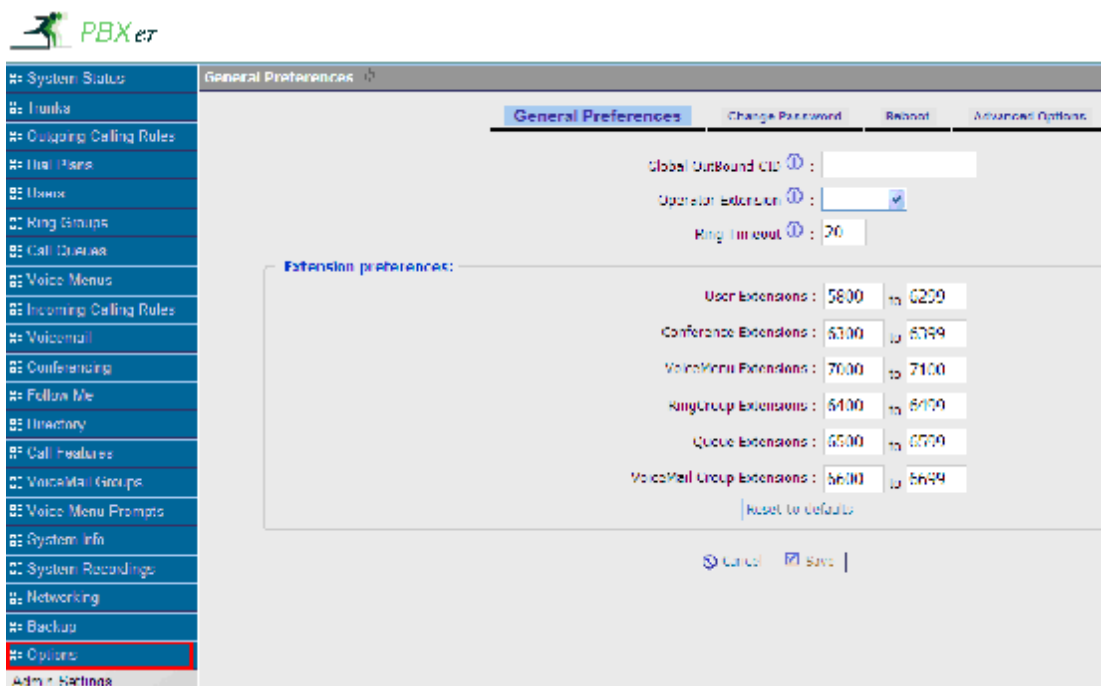 PBXer
System Status
Trunks
Outgoing Calling Rules
Dial Plans
Users
Ring Groups
Call Queues
Voice Menus
Incoming Calling Rules
Voicemail
Conferencing
Follow Me
Directory
Call Features
VoiceMail Groups
Voice Menu Prompts
System Info
System Recordings
Networking
Backup
Options
Admin Settings
General Preferences
General Preferences Change Password Reboot Advanced Options
Global OutBound CID :
Operator Extension :
Ring Timeout : 20
Extension preferences:
User Extensions : 5800 to 6299
Conference Extensions : 6300 to 6399
VoiceMenu Extensions : 7000 to 7100
RingGroup Extensions : 6400 to 6499
Queue Extensions : 6500 to 6599
VoiceMail Group Extensions : 6600 to 6699
Reset to defaults
Cancel Save